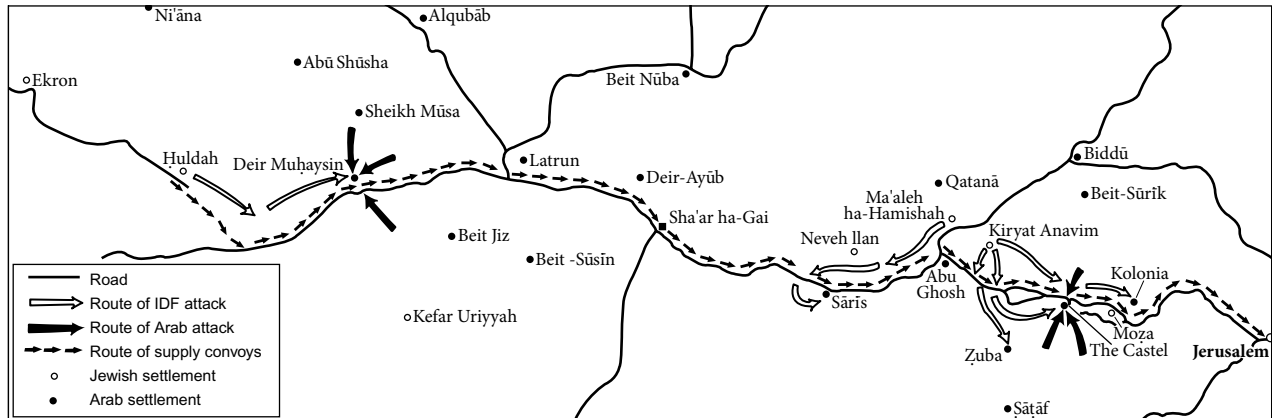 Ni'āna
Alqubāb
Abū Shūsha
Ekron
Beit Nūba
Sheikh Mūsa
Ḥuldah
Deir Muḥaysin
Latrun
Deir-Ayūb
Biddū
Qatanā
Beit-Sūrīk
Ma'aleh
ha-Hamishah
Sha'ar ha-Gai
Neveh Ilan
Kiryat Anavim
Beit Jiz
Beit -Sūsīn
Abu
Ghosh
Kolonia
Sārīs
Kefar Uriyyah
Moẓa
The Castel
Jerusalem
Ẓuba
Ṣātāf
Road
Route of IDF attack
Route of Arab attack
Route of supply convoys
Jewish settlement
Arab settlement